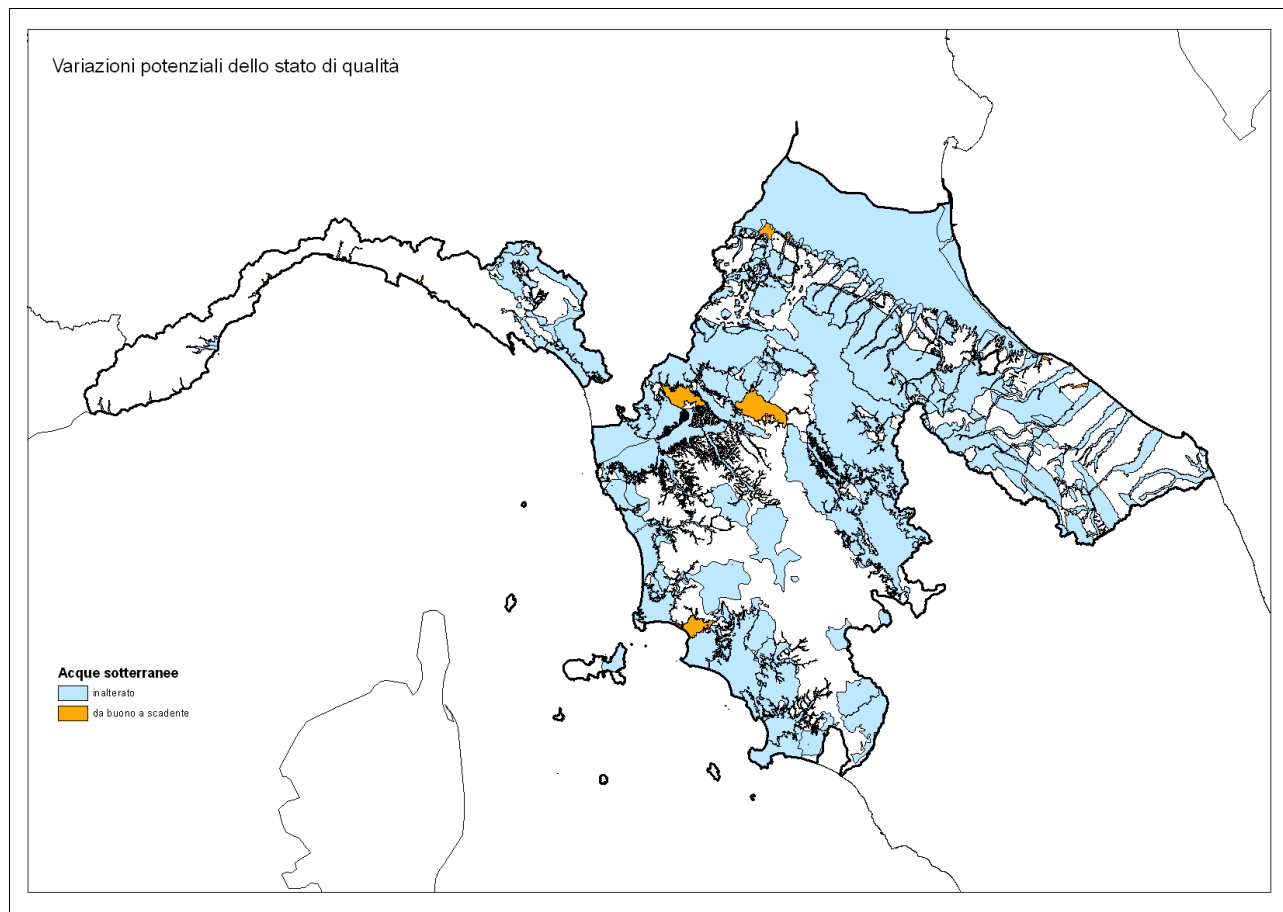 Variazioni potenziali dello stato di qualità
Acque sotterranee
inalterato
da buono a scadente